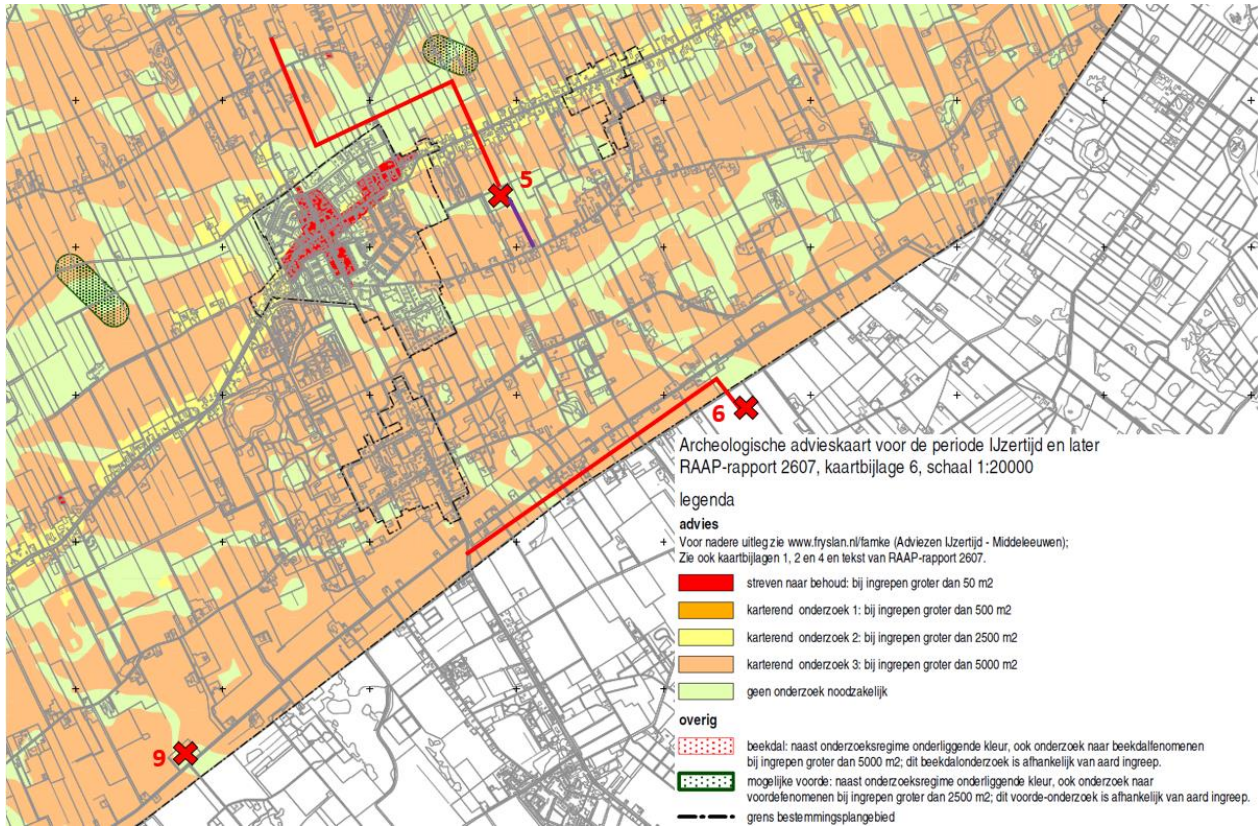 5
6
9
Archeologische advieskaart voor de periode IJzertijd en later
RAAP-rapport 2607, kaartbijlage 6, schaal 1:20000
legenda
advies
Voor nadere uitleg zie www.fryslan.nl/famke (Adviezen IJzertijd - Middeleeuwen);
Zie ook kaartbijlagen 1, 2 en 4 en tekst van RAAP-rapport 2607.
streven naar behoud: bij ingrepen groter dan 50 m2
karterend onderzoek 1: bij ingrepen groter dan 500 m2
karterend onderzoek 2: bij ingrepen groter dan 2500 m2
karterend onderzoek 3: bij ingrepen groter dan 5000 m2
geen onderzoek noodzakelijk
overig
beekdal: naast onderzoeksregime onderliggende kleur, ook onderzoek naar beekdalfenomenen
bij ingrepen groter dan 5000 m2; dit beekdalonderzoek is afhankelijk van aard ingreep.
mogelijke voorde: naast onderzoeksregime onderliggende kleur, ook onderzoek naar
voordefenomenen bij ingrepen groter dan 2500 m2; dit voorde-onderzoek is afhankelijk van aard ingreep.
grens bestemmingsplangebied